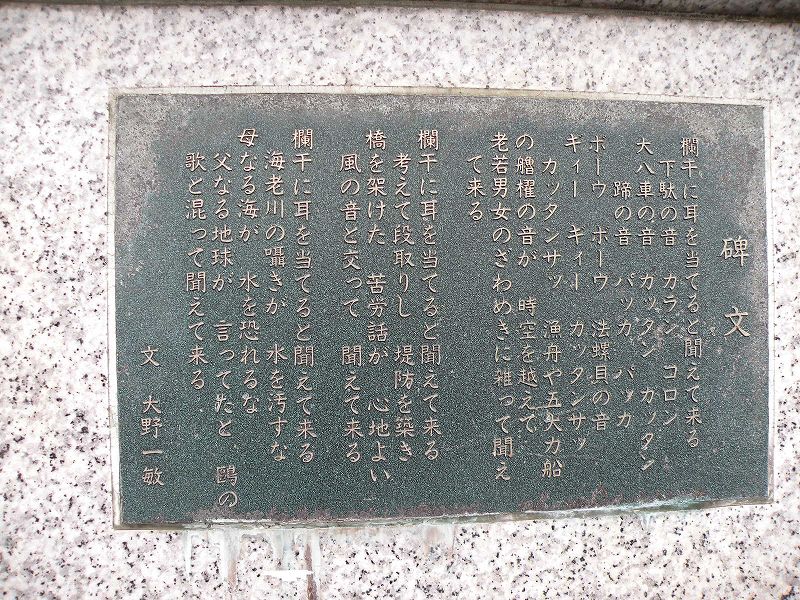 碑文
欄干に耳を当てると聞えて来る
下駄の音 カラン コロン
大八車の音 ガッタン ガッタン
蹄の音 パッカ パッカ
ボーウ ボーウ 法螺貝の音
ギィー ギィー カッタンサッ
カッタンサッ 漁舟や五大力船
の艪櫂の音が 時空を越えて
老若男女のざわめきに雑って聞え
て来る
欄干に耳を当てると聞えて来る
考えて段取りし 堤防を築き
橋を架けた 苦労話が 心地よい
風の音と交って 聞えて来る
欄干に耳を当てると聞えて来る
海老川の囁きが 水を汚すな
母なる海が 水を恐れるな
父なる地球が 言ってたと 鴎の
歌と混って聞えて来る
文 大野一敏